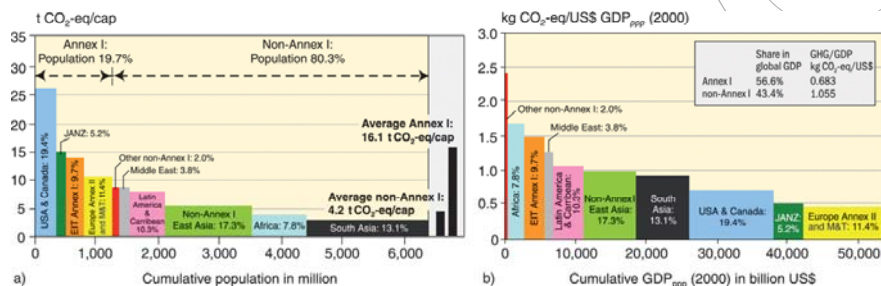 t CO₂-eq/cap
35
30
25
20
15
10
5
0
Annex I:
Population 19.7%
Non-Annex I:
Population 80.3%
USA & Canada: 19.4%
JANZ: 5.2%
EIT Annex I: 9.7%
Europe Annex II
and M&T: 11.4%
Other non-Annex I: 2.0%
Middle East: 3.8%
Latin
America
& Carribean
10.3%
Non-Annex I
East Asia: 17.3%
Africa: 7.8%
South Asia: 13.1%
Average Annex I:
16.1 t CO₂-eq/cap
Average non-Annex I:
4.2 t CO₂-eq/cap
0
1,000
2,000
3,000
4,000
5,000
6,000
a)
Cumulative population in million
kg CO₂-eq/US$ GDPppp (2000)
3.0
2.5
2.0
1.5
1.0
0.5
0
Share in
global GDP
GHG/GDP
kg CO₂-eq/US$
Annex I
56.6%
0.683
non-Annex I
43.4%
1.055
Other non-Annex I: 2.0%
Middle East: 3.8%
Africa: 7.8%
EIT Annex I: 9.7%
Latin America
& Carribean:
10.3%
Non-Annex I
East Asia:
17.3%
South
Asia:
13.1%
USA & Canada:
19.4%
JANZ:
5.2%
Europe Annex II
and M&T: 11.4%
0
10,000
20,000
30,000
40,000
50,000
b)
Cumulative GDPppp (2000) in billion US$